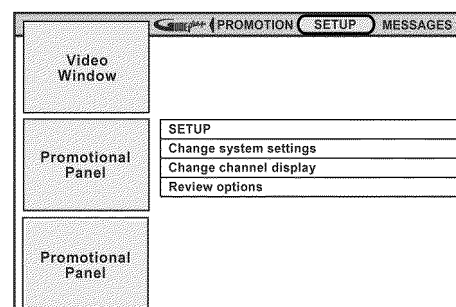 PROMOTION SETUP MESSAGES
Video
Window
SETUP
Change system settings
Change channel display
Review options
Promotional
Panel
Promotional
Panel